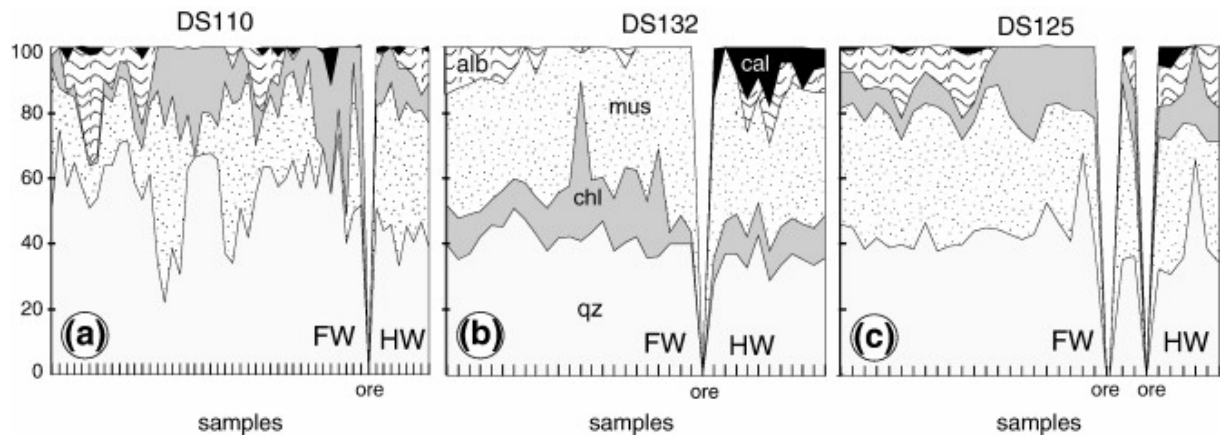 DS110
DS132
DS125
100
80
60
40
20
0
alb
mus
chl
qz
cal
(a)
FW
HW
(b)
FW
HW
(c)
FW
HW
ore
ore
ore
ore
samples
samples
samples